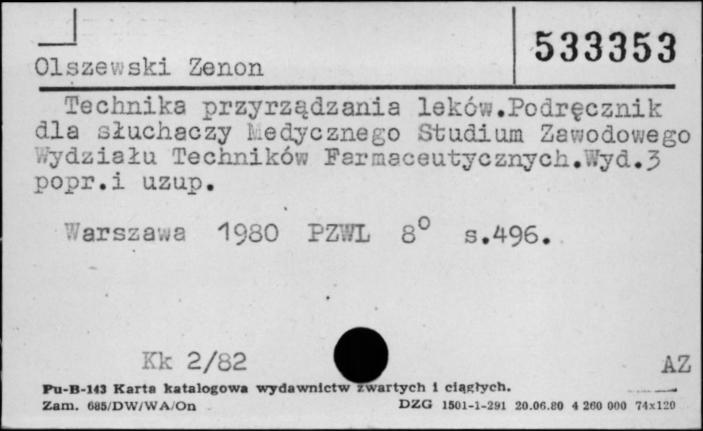 533353
Olszewski Zenon
Technika przyrządzania leków.Podręcznik
dla słuchaczy Medycznego Studium Zawodowego
Wydziału Techników Farmaceutycznych.Wyd.3
popr.i uzup.
Warszawa 1980 PZWL 8° s.496.
Kk 2/82
AZ
Pu-B-143 Karta katalogowa wydawnictw zwartych i ciągłych.
Zam. 685/DW/WA/On DZG 1501-1-291 20.06.80 4 260 000 74x120